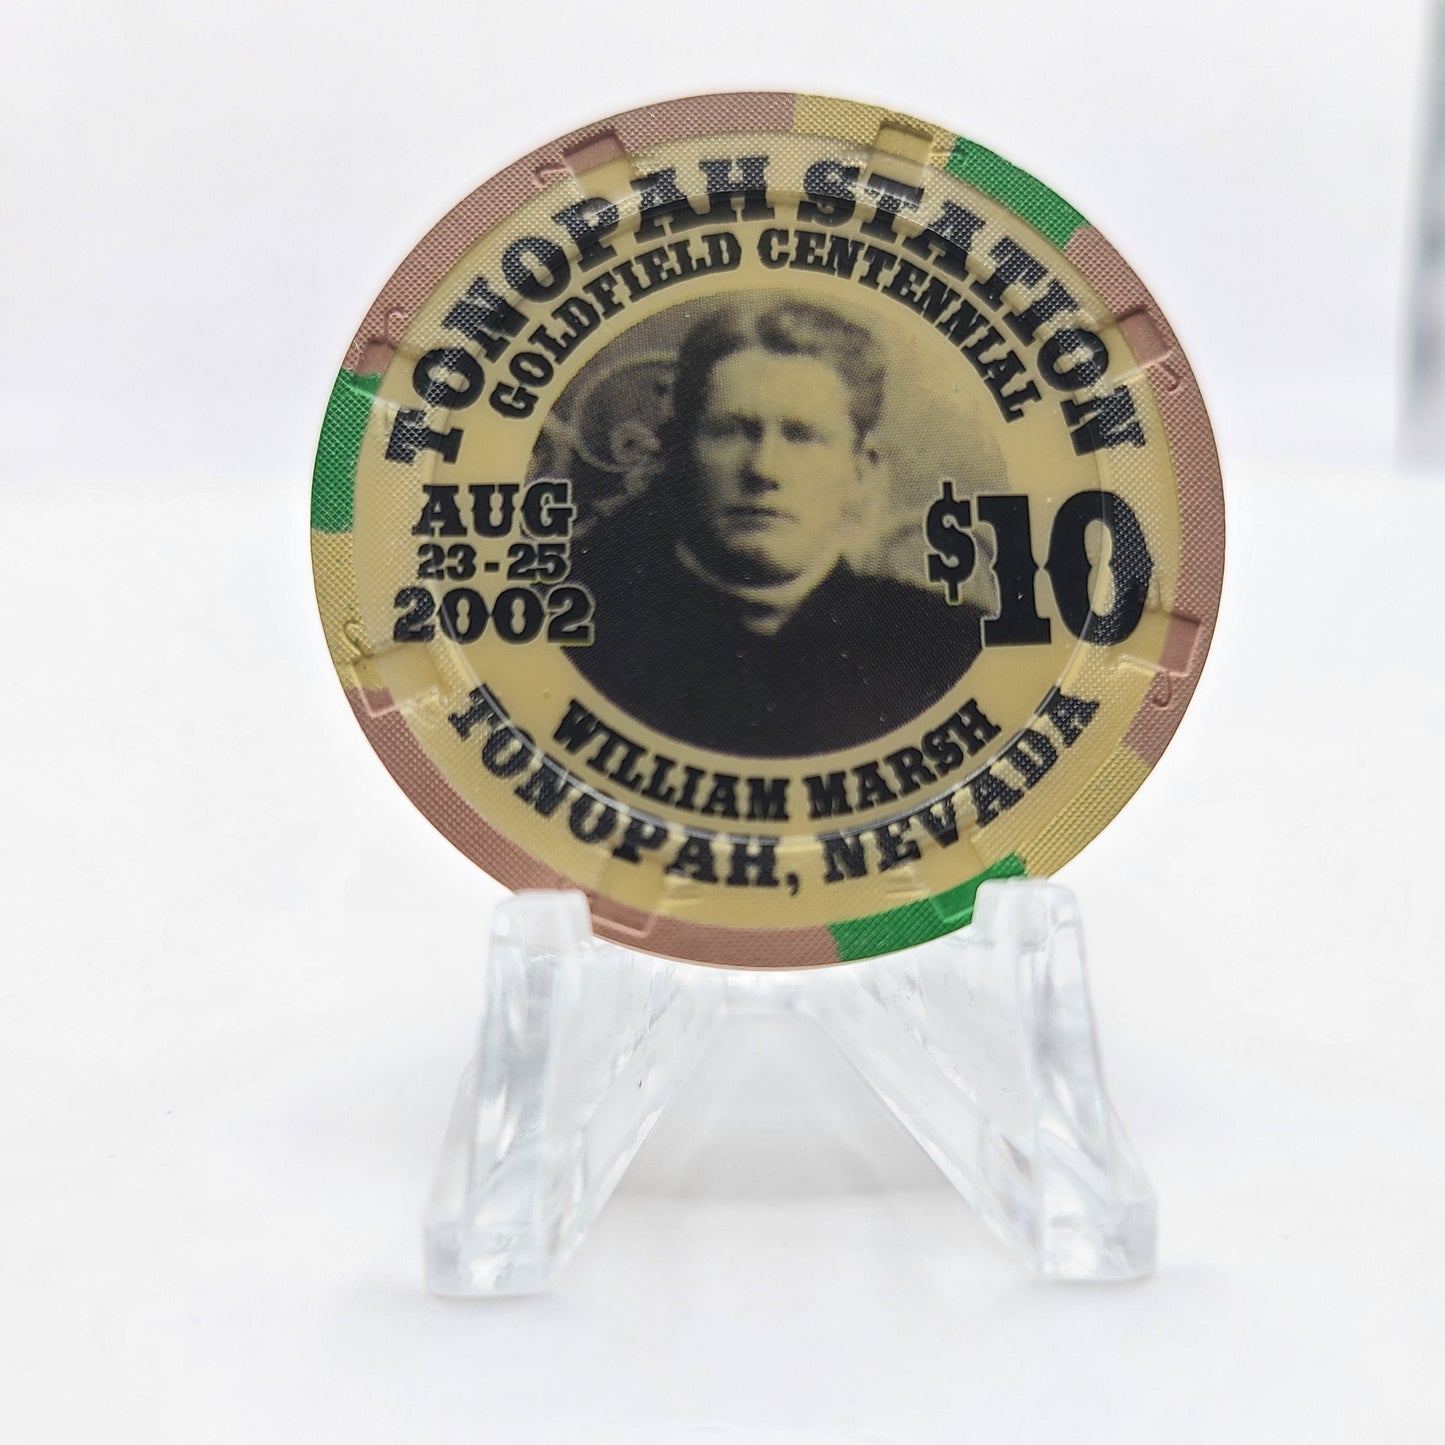 TONOPAH STATION
GOLDFIELD CENTENNIAL
AUG
23-25
2002
$10
WILLIAM MARSH
TONOPAH, NEVADA